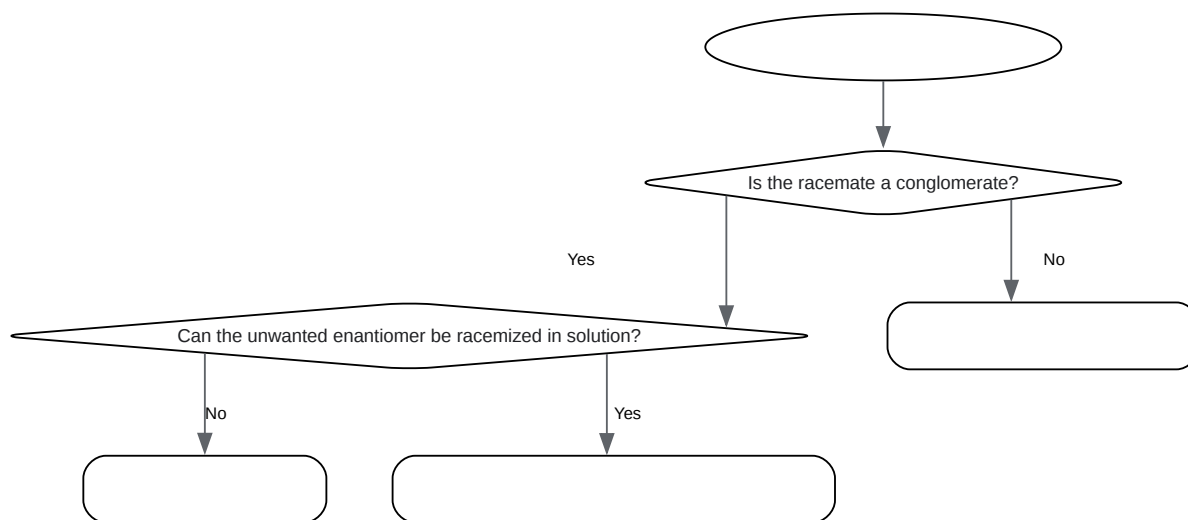 Is the racemate a conglomerate?
Yes
No
Can the unwanted enantiomer be racemized in solution?
No
Yes